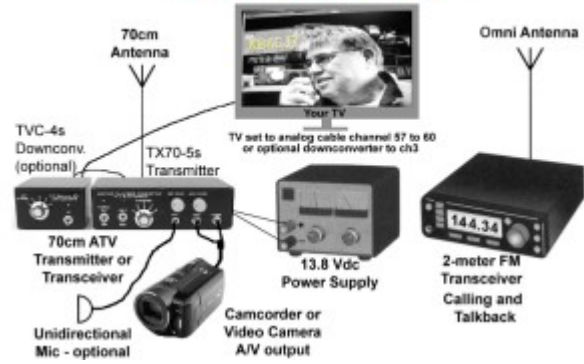 70cm
Antenna
Omni Antenna
Your TV
TV set to analog cable channel 57 to 60
or optional downconverter to ch3
TVC-4s
Downconv.
(optional)
TX70-5s
Transmitter
144.34
70cm ATV
Transmitter or
Transceiver
13.8 Vdc
Power Supply
2-meter FM
Transceiver
Calling and
Talkback
Unidirectional
Mic - optional
Camcorder or
Video Camera
A/V output